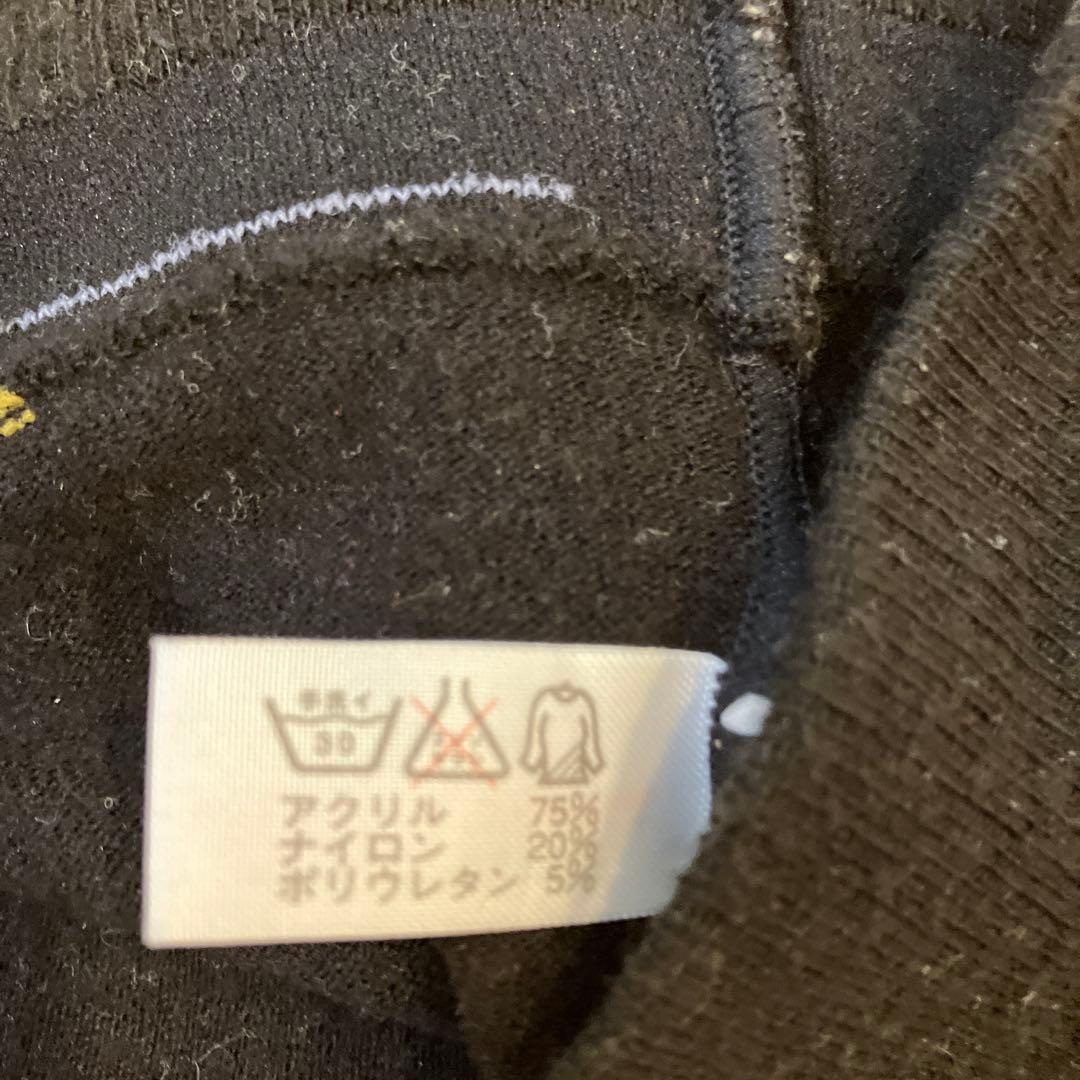 手洗イ
30
アクリル 75%
ナイロン 20%
ポリウレタン 5%